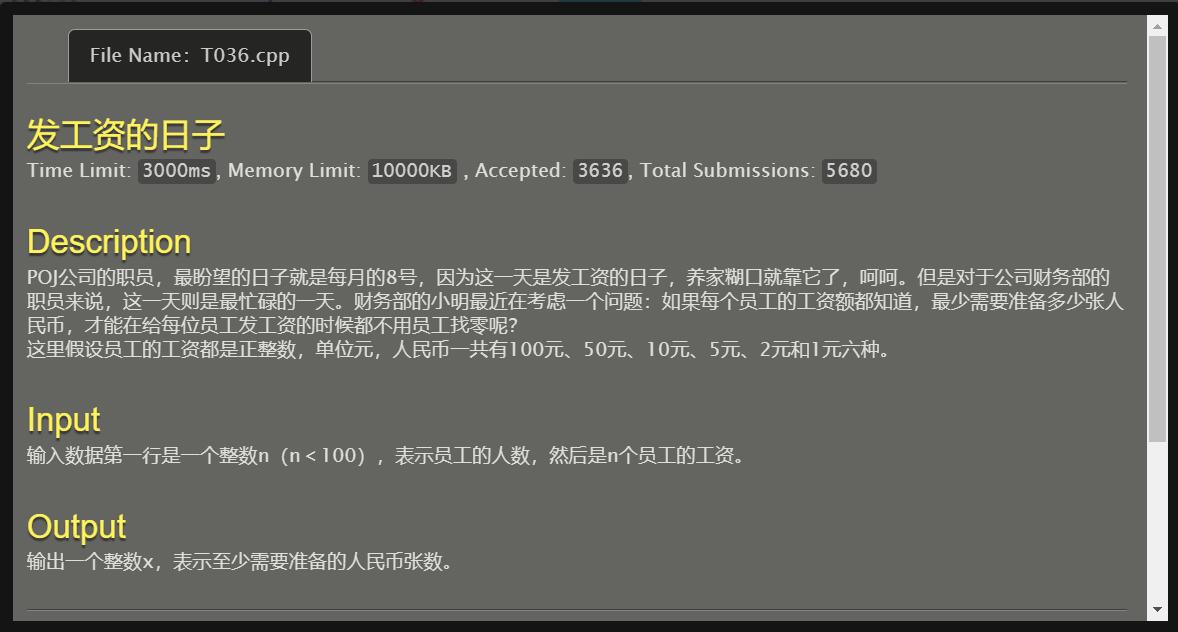 File Name：T036.cpp
发工资的日子
Time Limit: 3000ms, Memory Limit: 10000KB , Accepted: 3636, Total Submissions: 5680
Description
POJ公司的职员，最盼望的日子就是每月的8号，因为这一天是发工资的日子，养家糊口就靠它了，呵呵。但是对于公司财务部的
职员来说，这一天则是最忙碌的一天。财务部的小明最近在考虑一个问题：如果每个员工的工资额都知道，最少需要准备多少张人
民币，才能在给每位员工发工资的时候都不用员工找零呢？
这里假设员工的工资都是正整数，单位元，人民币一共有100元、50元、10元、5元、2元和1元六种。
Input
输入数据第一行是一个整数n（n < 100），表示员工的人数，然后是n个员工的工资。
Output
输出一个整数x，表示至少需要准备的人民币张数。